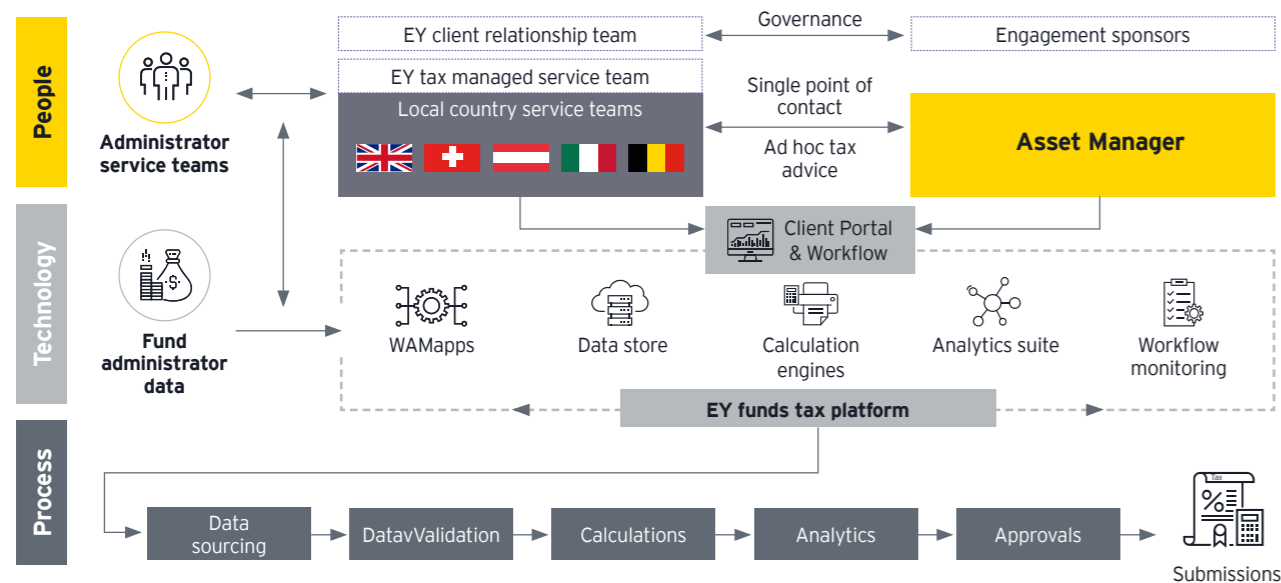 People
Administrator
service teams
EY client relationship team
Governance
Engagement sponsors
EY tax managed service team
Local country service teams
Single point of
contact
Ad hoc tax
advice
Asset Manager
Technology
Fund
administrator
data
Client Portal
& Workflow
WAMapps
Data store
Calculation
engines
Analytics suite
Workflow
monitoring
EY funds tax platform
Process
Data
sourcing
DatavValidation
Calculations
Analytics
Approvals
Tax
%
Submissions